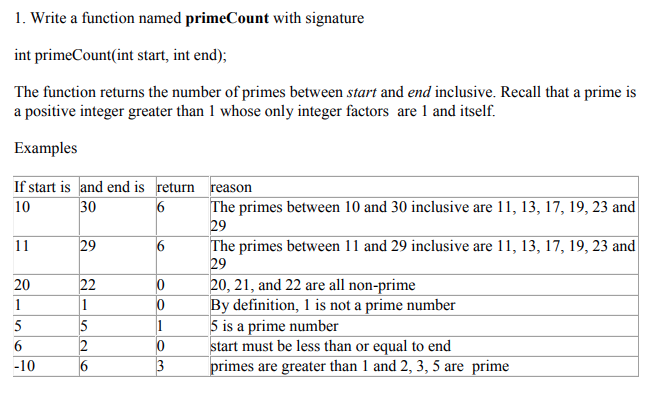 1. Write a function named primeCount with signature
int primeCount(int start, int end);
The function returns the number of primes between start and end inclusive. Recall that a prime is
a positive integer greater than 1 whose only integer factors are 1 and itself.
Examples
If start is and end is return reason
10 30 6 The primes between 10 and 30 inclusive are 11, 13, 17, 19, 23 and
29
11 29 6 The primes between 11 and 29 inclusive are 11, 13, 17, 19, 23 and
29
20 22 0 20, 21, and 22 are all non-prime
1 1 0 By definition, 1 is not a prime number
5 5 1 5 is a prime number
6 2 0 start must be less than or equal to end
-10 6 3 primes are greater than 1 and 2, 3, 5 are prime